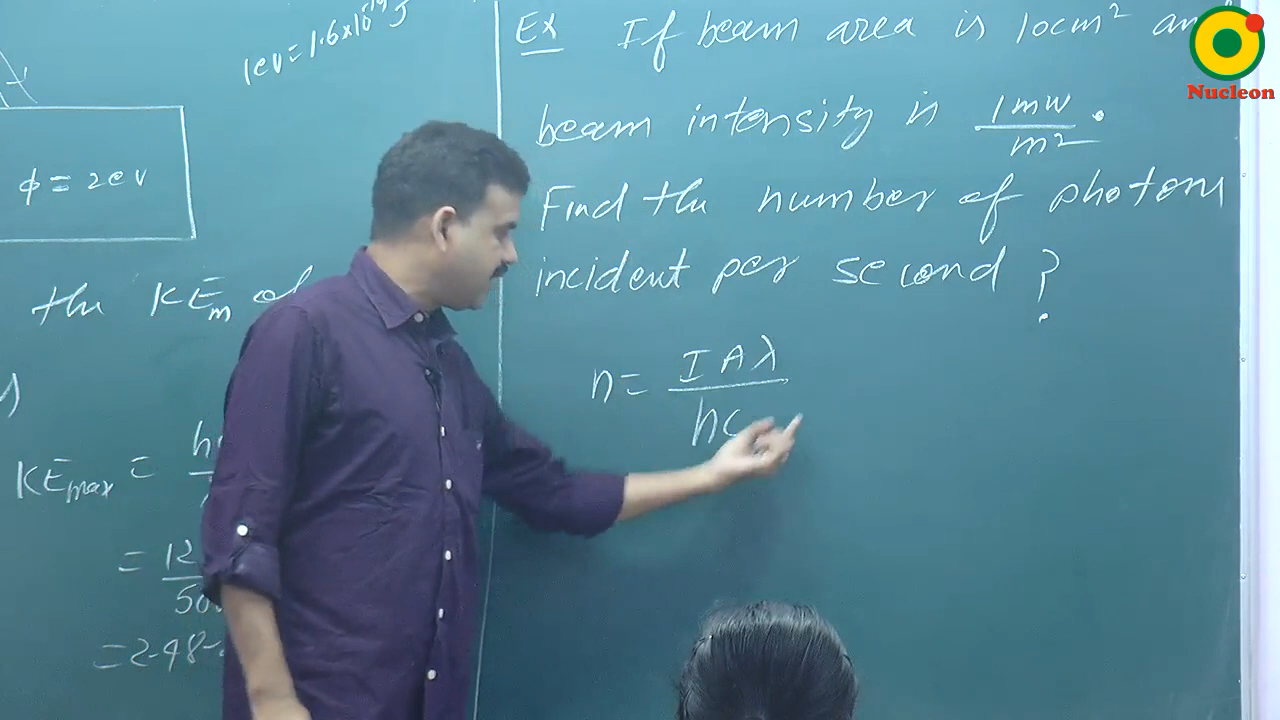 1ev = 1.6×10⁻¹⁹ J
φ = 2ev
the KEm of
KEmax =
=
= 2.48-
Ex If beam area is 10cm² an
beam intensity is 1mW/m².
Find the number of photons
incident per second ?
n = IAλ/hc
Nucleon